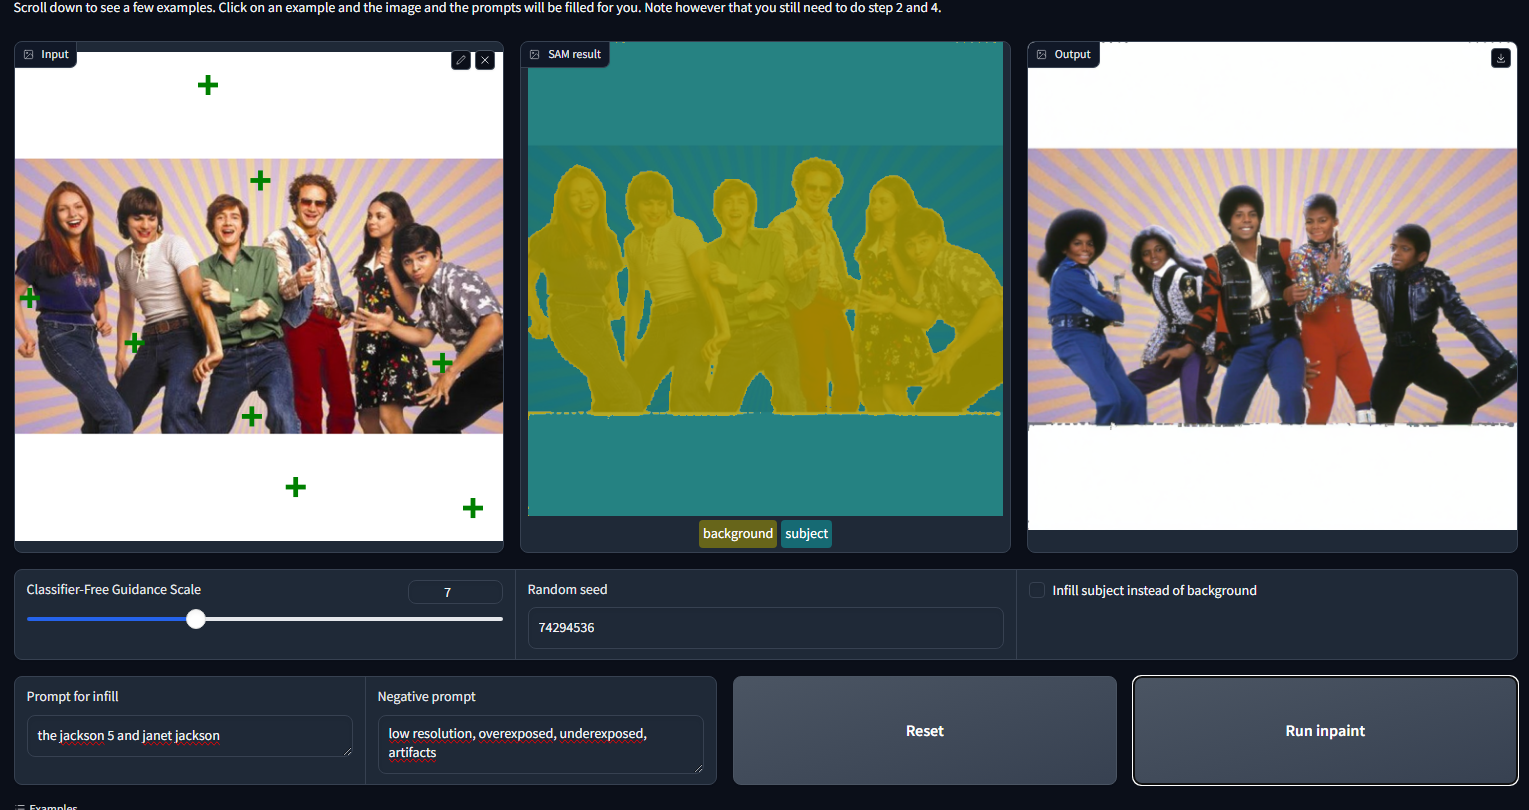 Scroll down to see a few examples. Click on an example and the image and the prompts will be filled for you. Note however that you still need to do step 2 and 4.
Input
SAM result
Output
background subject
Classifier-Free Guidance Scale
7
Random seed
74294536
Infill subject instead of background
Prompt for infill
the jackson 5 and janet jackson
Negative prompt
low resolution, overexposed, underexposed,
artifacts
Reset
Run inpaint
Examples